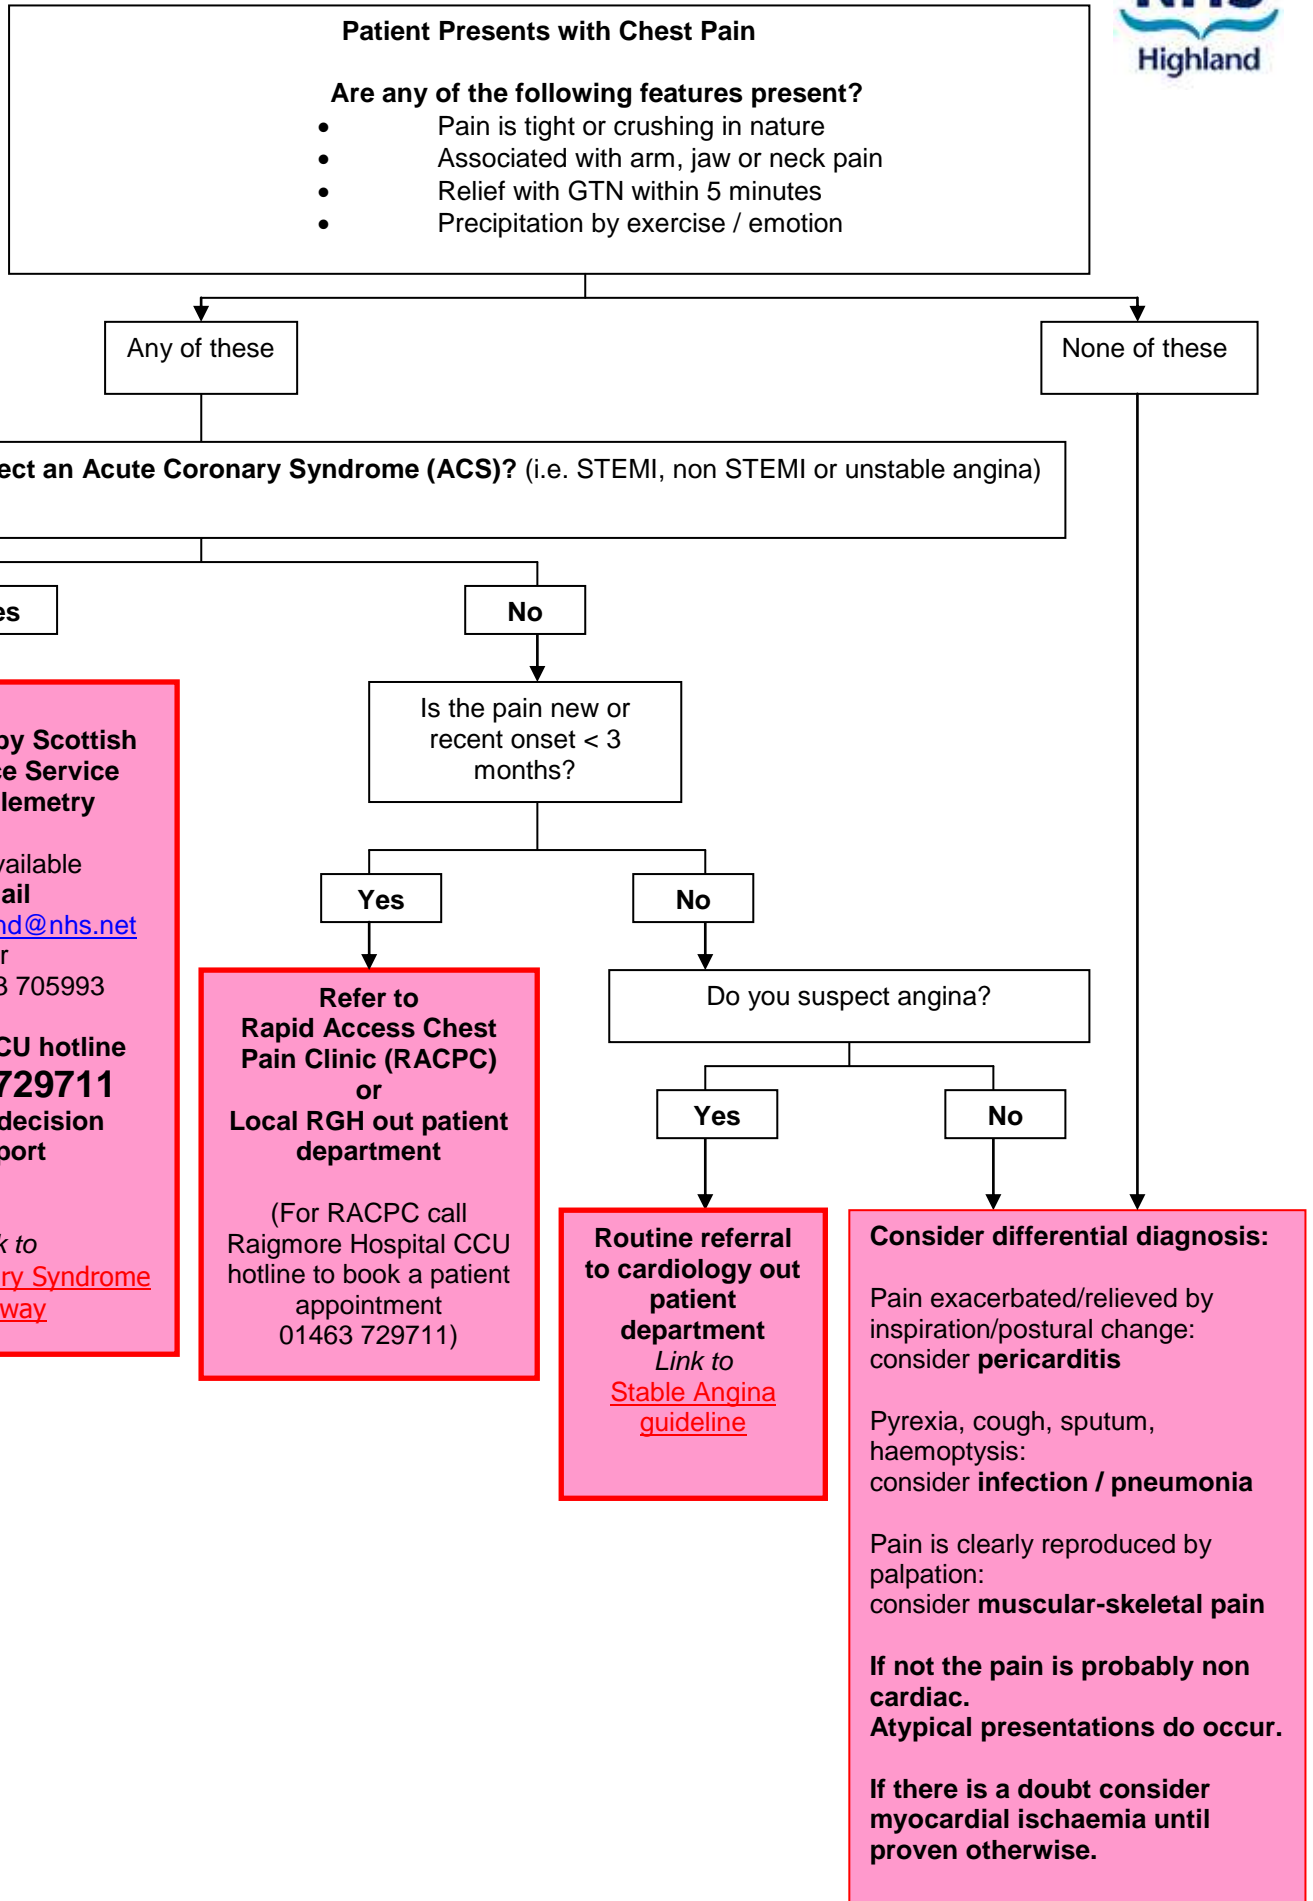 Highland
Patient Presents with Chest Pain
Are any of the following features present?
• Pain is tight or crushing in nature
• Associated with arm, jaw or neck pain
• Relief with GTN within 5 minutes
• Precipitation by exercise / emotion
Any of these
None of these
ect an Acute Coronary Syndrome (ACS)? (i.e. STEMI, non STEMI or unstable angina)
es
No
Is the pain new or
recent onset < 3
months?
by Scottish
ce Service
lemetry
vailable
ail
nd@nhs.net
r
3 705993
CU hotline
729711
decision
port
k to
ry Syndrome
way
Yes
No
Refer to
Rapid Access Chest
Pain Clinic (RACPC)
or
Local RGH out patient
department
(For RACPC call
Raigmore Hospital CCU
hotline to book a patient
appointment
01463 729711)
Do you suspect angina?
Yes
No
Routine referral
to cardiology out
patient
department
Link to
Stable Angina
guideline
Consider differential diagnosis:
Pain exacerbated/relieved by
inspiration/postural change:
consider pericarditis
Pyrexia, cough, sputum,
haemoptysis:
consider infection / pneumonia
Pain is clearly reproduced by
palpation:
consider muscular-skeletal pain
If not the pain is probably non
cardiac.
Atypical presentations do occur.
If there is a doubt consider
myocardial ischaemia until
proven otherwise.